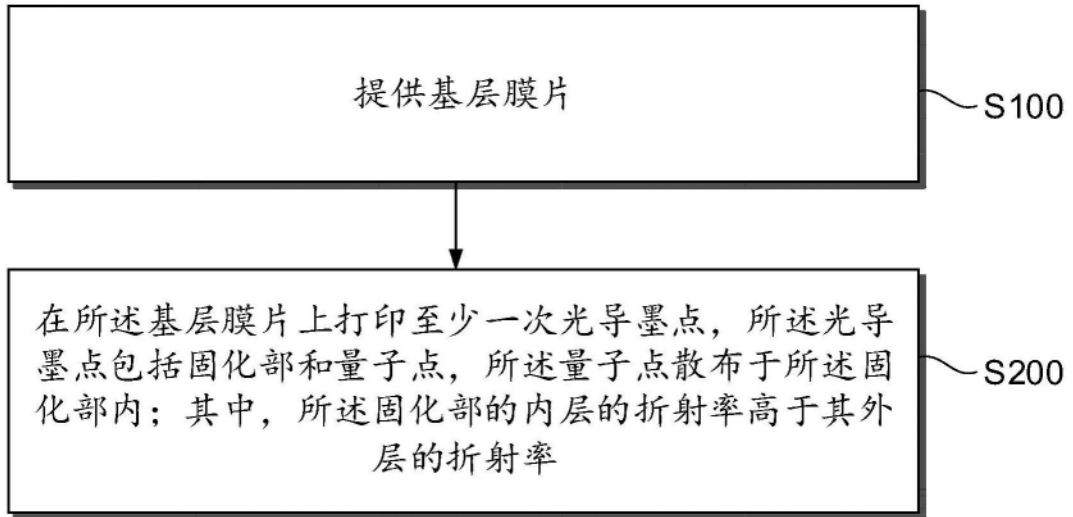 提供基层膜片
S100
在所述基层膜片上打印至少一次光导墨点，所述光导
墨点包括固化部和量子点，所述量子点散布于所述固
化部内；其中，所述固化部的内层的折射率高于其外
层的折射率
S200